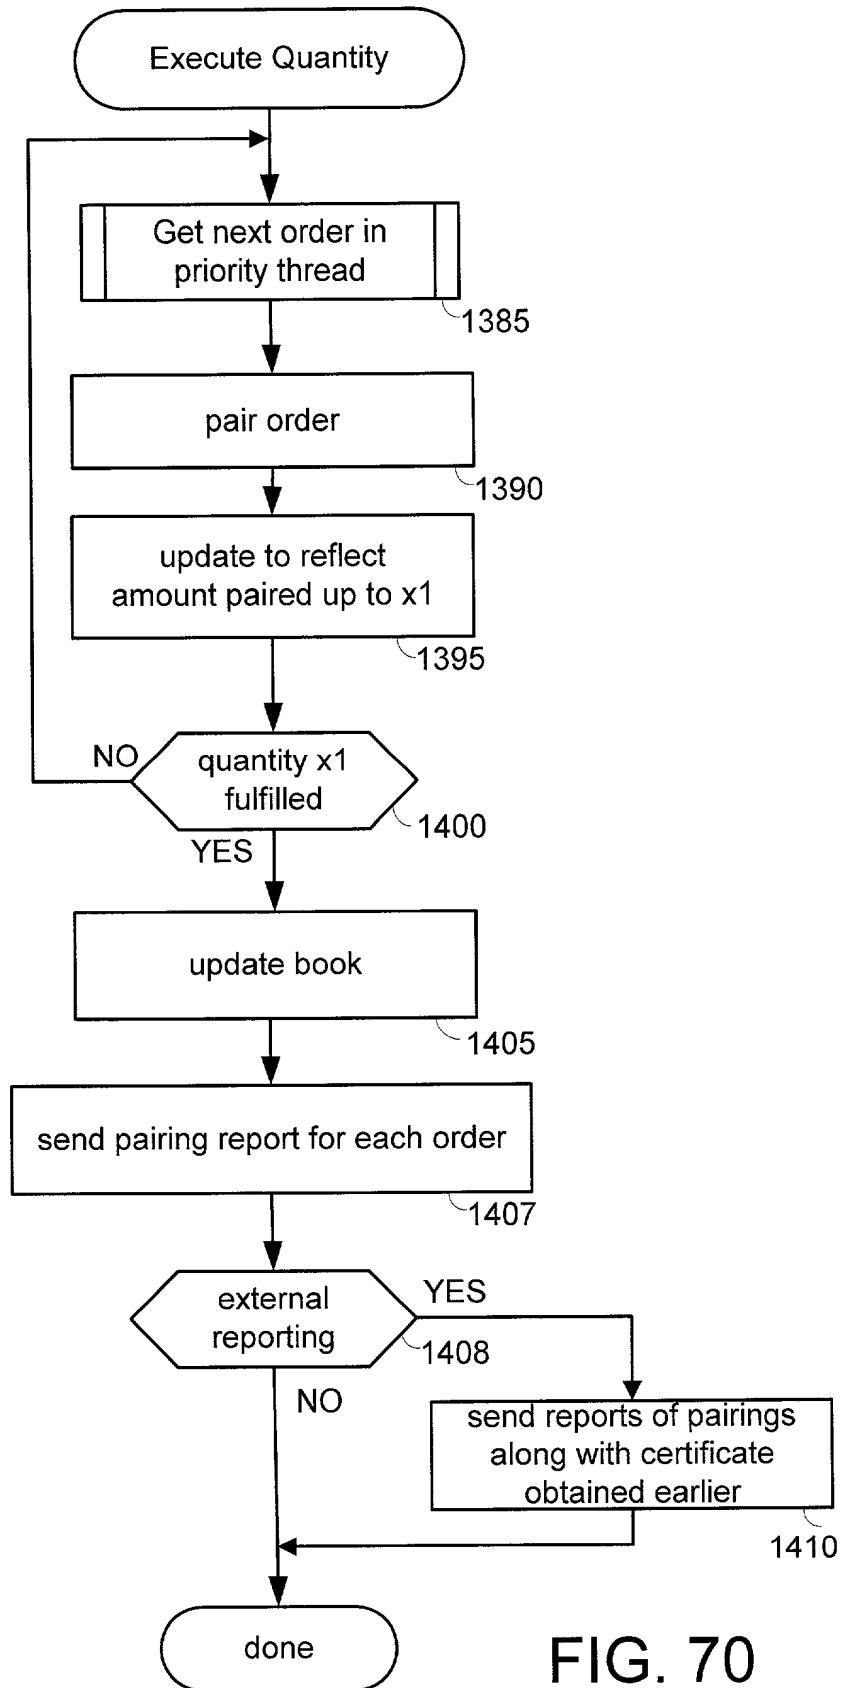 Execute Quantity
Get next order in
priority thread
1385
pair order
1390
update to reflect
amount paired up to x1
1395
NO
quantity x1
fulfilled
1400
YES
update book
1405
send pairing report for each order
1407
external
reporting
YES
1408
NO
send reports of pairings
along with certificate
obtained earlier
1410
done
FIG. 70